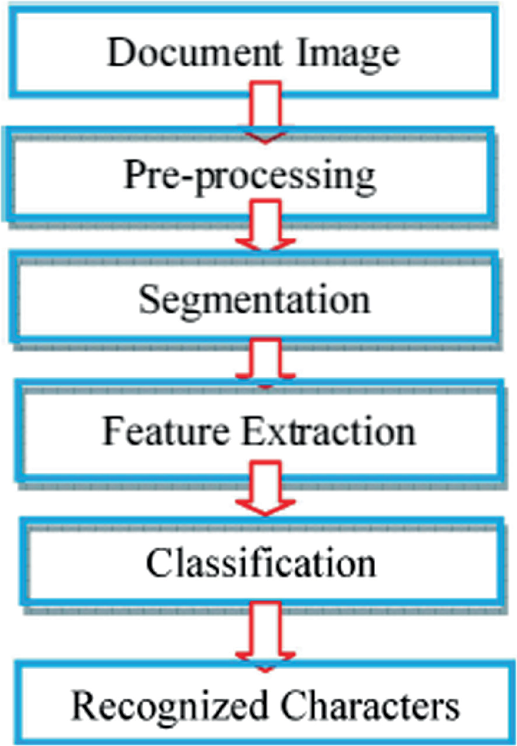 Document Image
Pre-processing
Segmentation
Feature Extraction
Classification
Recognized Characters